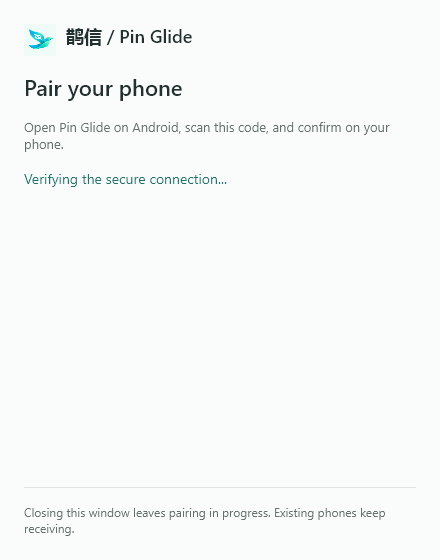 鹊信 / Pin Glide
Pair your phone
Open Pin Glide on Android, scan this code, and confirm on your
phone.
Verifying the secure connection...
Closing this window leaves pairing in progress. Existing phones keep
receiving.